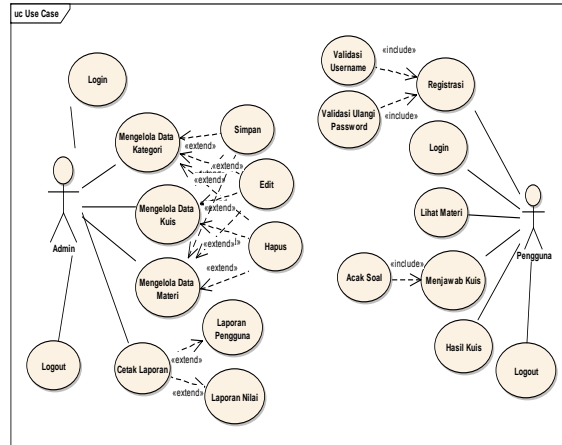 uc Use Case
Login
Mengelola Data
Kategori
Simpan
«extend»
«extend»
«extend»
Edit
Mengelola Data
Kuis
«extend»
«extend»
Hapus
Admin
Mengelola Data
Materi
«extend»
Laporan
Pengguna
«extend»
Logout
Cetak Laporan
«extend»
Laporan Nilai
Validasi
Username
«include»
Registrasi
Validasi Ulangi
Password
«include»
Login
Lihat Materi
Pengguna
Acak Soal
«include»
Menjawab Kuis
Hasil Kuis
Logout